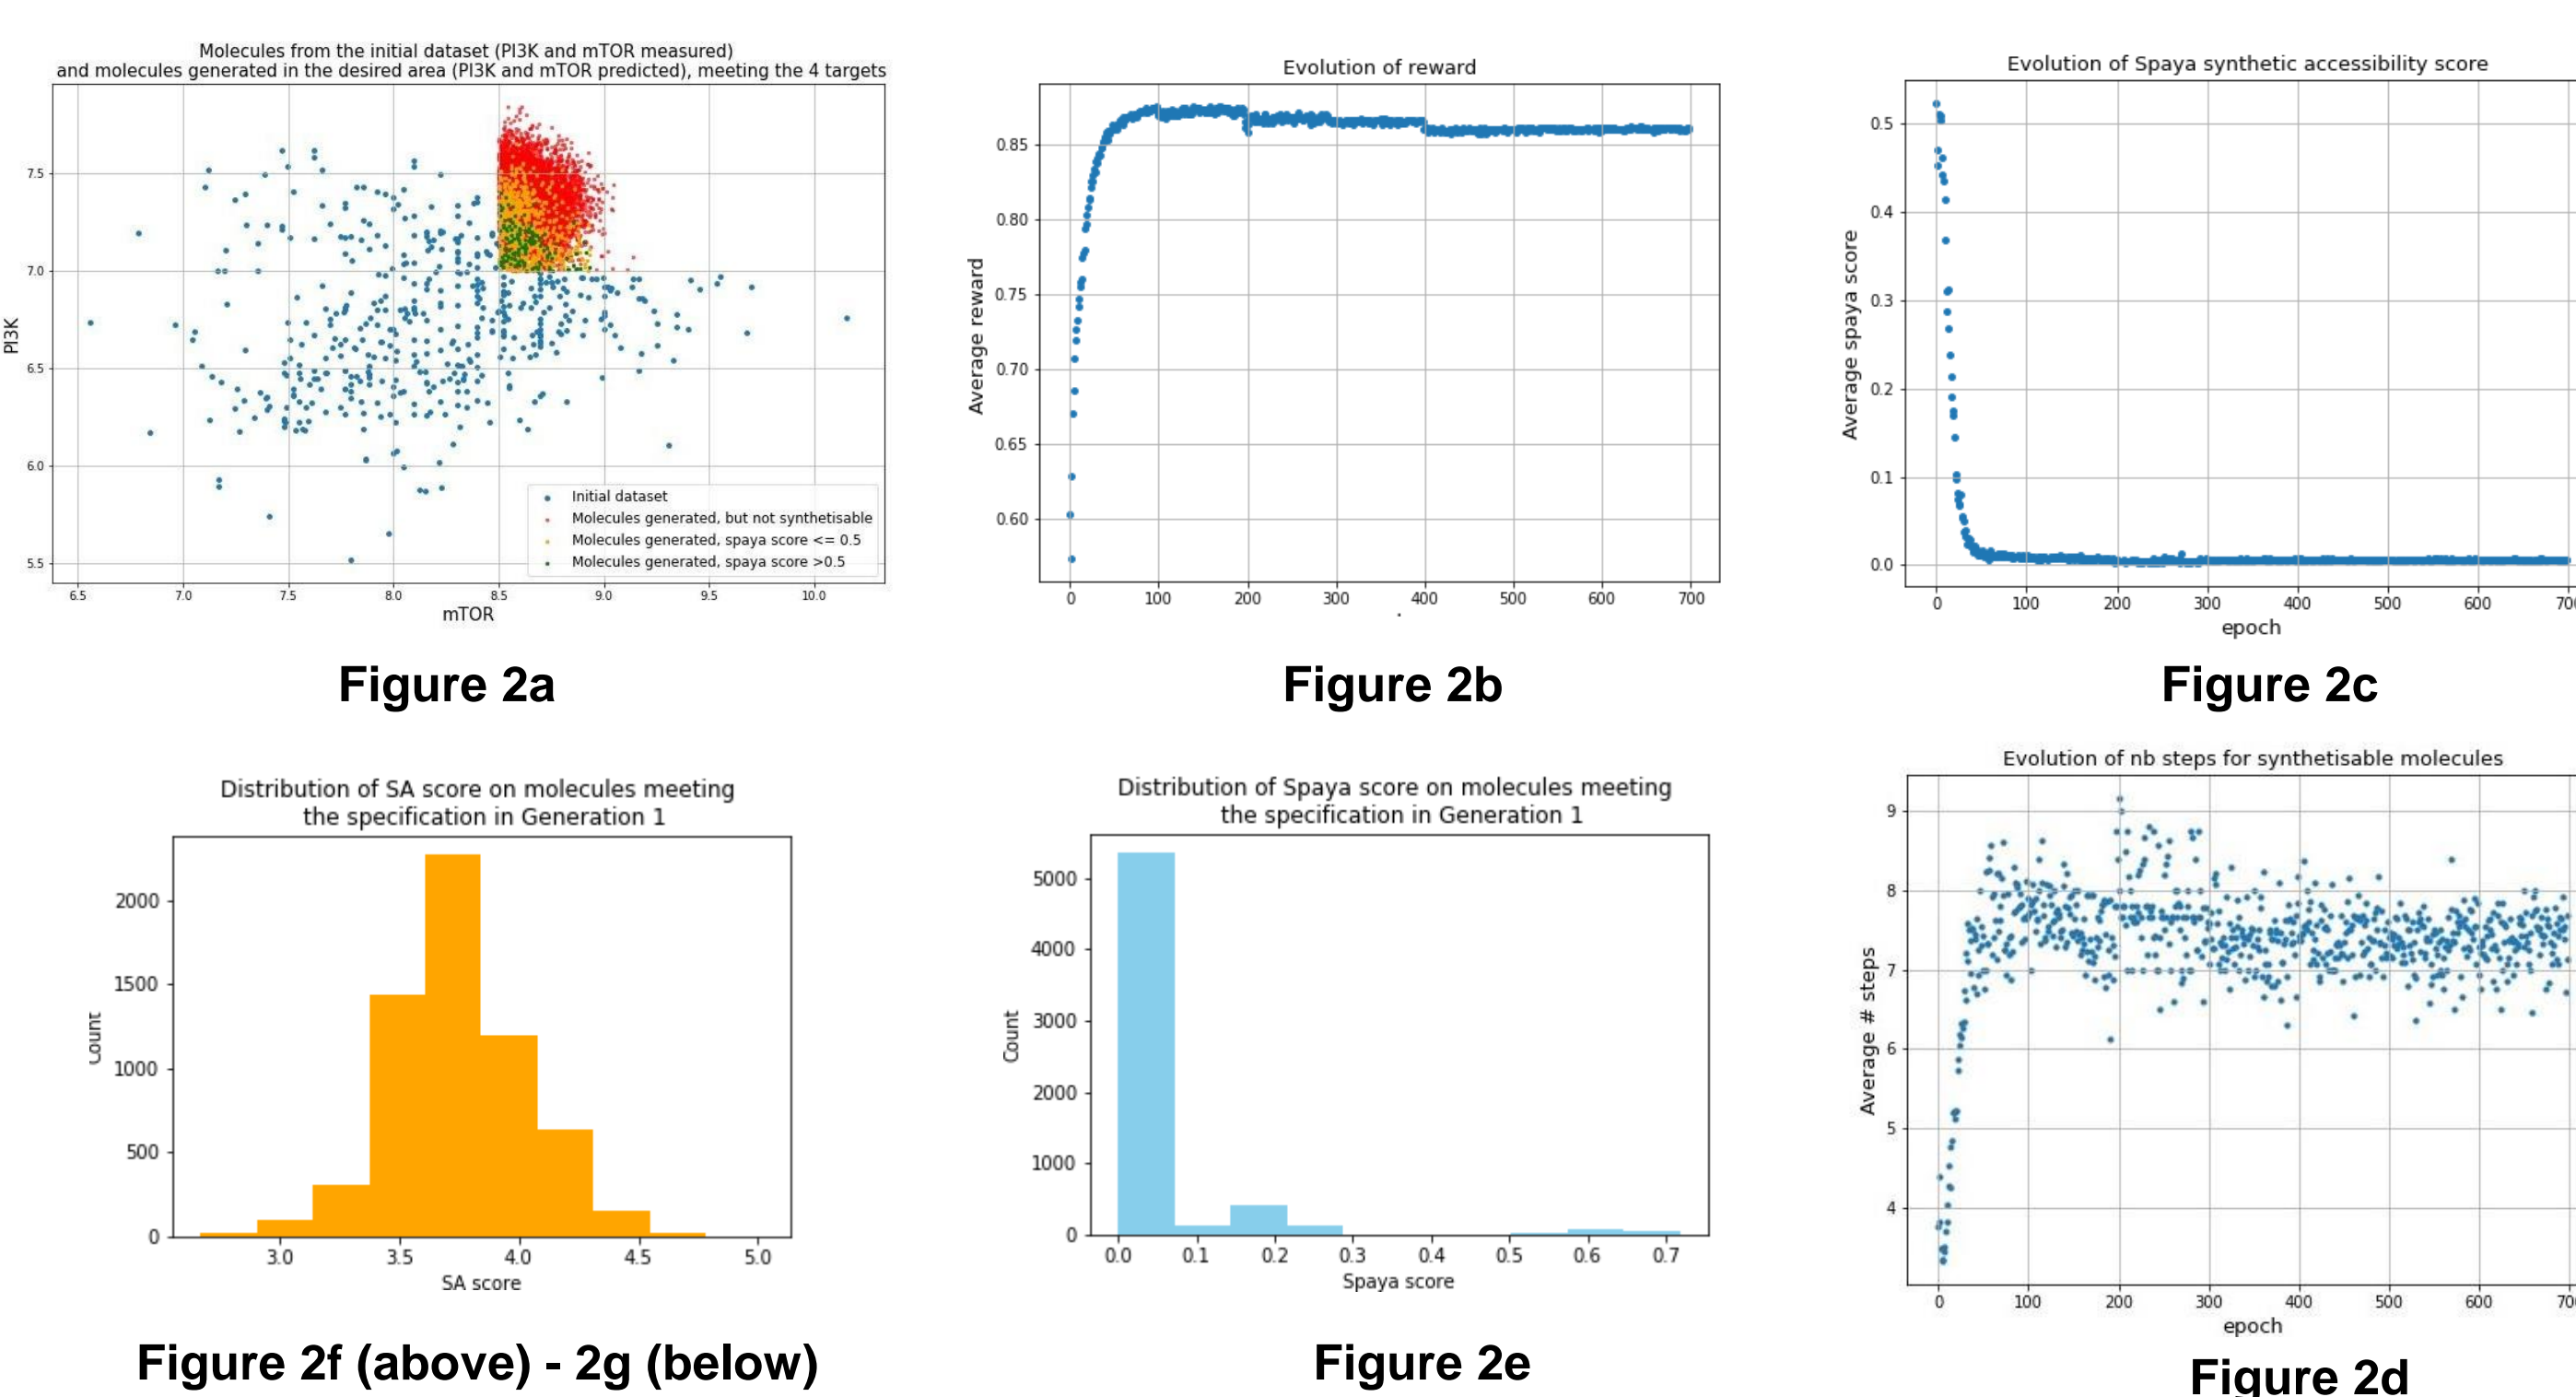 Molecules from the initial dataset (PI3K and mTOR measured)
and molecules generated in the desired area (PI3K and mTOR predicted), meeting the 4 targets
PI3K
7.5
7.0
6.5
6.0
5.5
Initial dataset
Molecules generated, but not synthetisable
Molecules generated, spaya score <= 0.5
Molecules generated, spaya score >0.5
6.5 7.0 7.5 8.0 8.5 9.0 9.5 10.0
mTOR
Figure 2a
Evolution of reward
Average reward
0.85
0.80
0.75
0.70
0.65
0.60
0 100 200 300 400 500 600 700
Figure 2b
Evolution of Spaya synthetic accessibility score
Average spaya score
0.5
0.4
0.3
0.2
0.1
0.0
0 100 200 300 400 500 600 70
epoch
Figure 2c
Distribution of SA score on molecules meeting
the specification in Generation 1
Count
2000
1500
1000
500
0
3.0 3.5 4.0 4.5 5.0
SA score
Figure 2f (above) - 2g (below)
Distribution of Spaya score on molecules meeting
the specification in Generation 1
Count
5000
4000
3000
2000
1000
0
0.0 0.1 0.2 0.3 0.4 0.5 0.6 0.7
Spaya score
Figure 2e
Evolution of nb steps for synthetisable molecules
Average # steps
9
8
7
6
5
4
0 100 200 300 400 500 600 70
epoch
Figure 2d